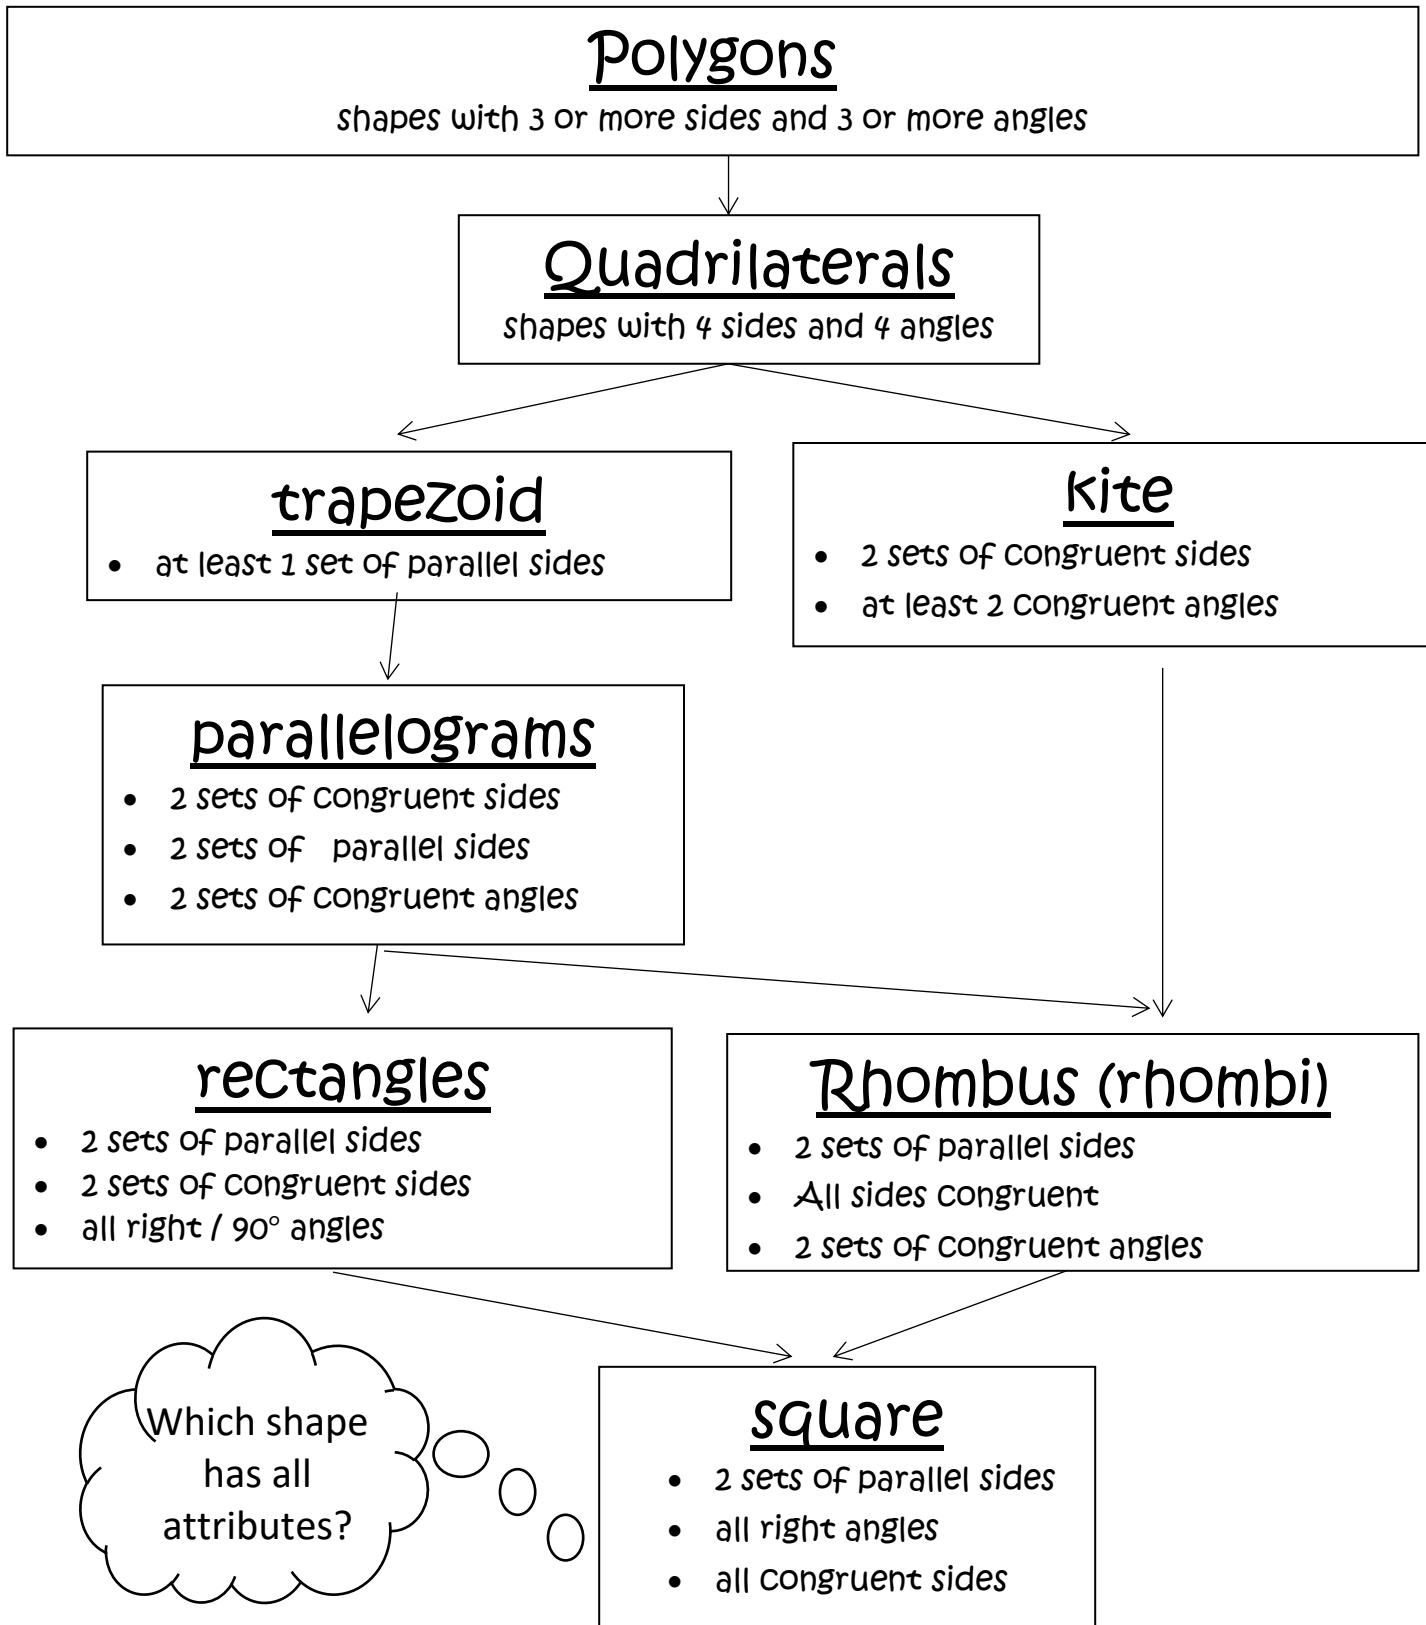 Polygons
shapes with 3 or more sides and 3 or more angles
Quadrilaterals
shapes with 4 sides and 4 angles
trapezoid
• at least 1 set of parallel sides
kite
• 2 sets of congruent sides
• at least 2 congruent angles
parallelograms
• 2 sets of congruent sides
• 2 sets of parallel sides
• 2 sets of congruent angles
rectangles
• 2 sets of parallel sides
• 2 sets of congruent sides
• all right / 90° angles
Rhombus (rhombi)
• 2 sets of parallel sides
• All sides congruent
• 2 sets of congruent angles
Which shape
has all
attributes?
square
• 2 sets of parallel sides
• all right angles
• all congruent sides